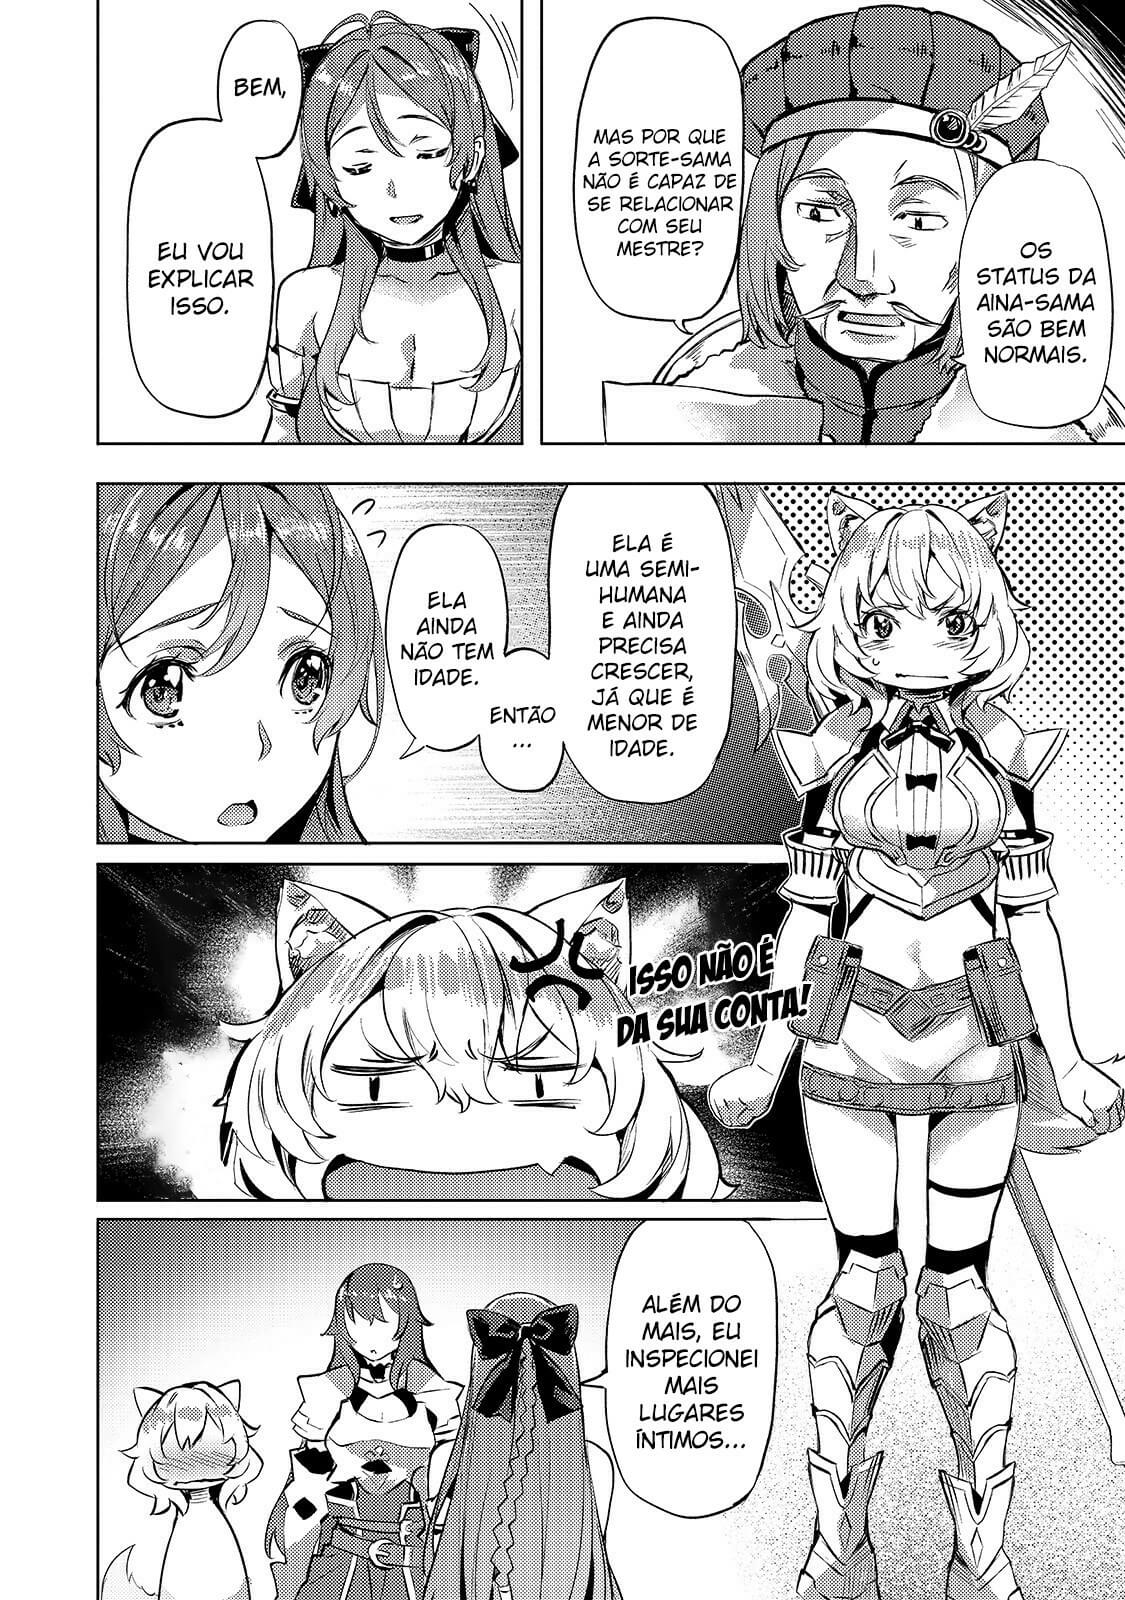 OS
STATUS DA
AINA-SAMA
SÃO BEM
NORMAIS.
MAS POR QUE
A SORTE-SAMA
NÃO É CAPAZ DE
SE RELACIONAR
COM SEU
MESTRE?
BEM,
EU VOU
EXPLICAR
ISSO.
ELA É
UMA SEMI-
HUMANA
E AINDA
PRECISA
CRESCER,
JÁ QUE É
MENOR DE
IDADE.
ENTÃO
...
ELA
AINDA
NÃO TEM
IDADE.
ISSO NÃO É
DA SUA CONTA!
ALÉM DO
MAIS, EU
INSPECIONEI
MAIS
LUGARES
ÍNTIMOS...